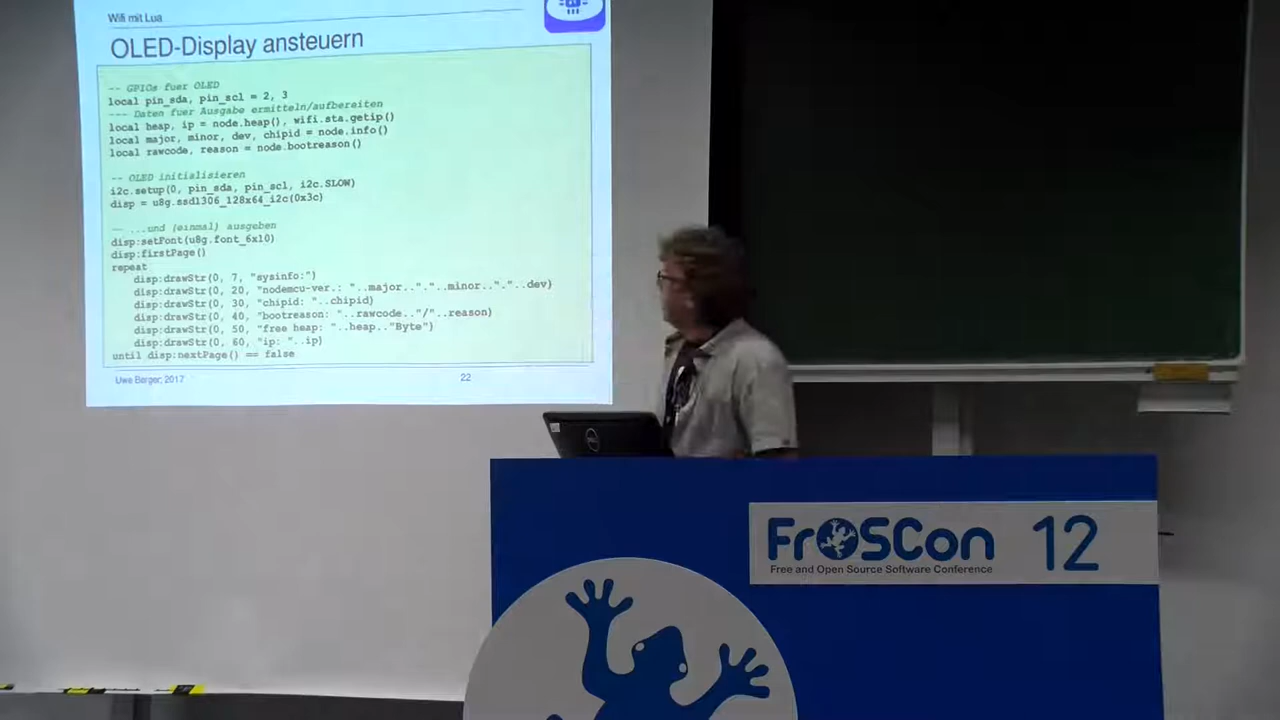 Wifi mit Lua
OLED-Display ansteuern
-- GPIOs fuer OLED
local pin_sda, pin_scl = 2, 3
--- Daten fuer Ausgabe ermitteln/aufbereiten
local heap, ip = node.heap(), wifi.sta.getip()
local major, minor, dev, chipid = node.info()
local rawcode, reason = node.bootreason()
-- OLED initialisieren
i2c.setup(0, pin_sda, pin_scl, i2c.SLOW)
disp = u8g.ssd1306_128x64_i2c(0x3c)
-- ...und (einmal) ausgeben
disp:setFont(u8g.font_6x10)
disp:firstPage()
repeat
disp:drawStr(0, 7, "sysinfo:")
disp:drawStr(0, 20, "nodemcu-ver.: "..major.."."..minor.."."..dev)
disp:drawStr(0, 30, "chipid: "..chipid)
disp:drawStr(0, 40, "bootreason: "..rawcode.."/"..reason)
disp:drawStr(0, 50, "free heap: "..heap.."Byte")
disp:drawStr(0, 60, "ip: "..ip)
until disp:nextPage() == false
Uwe Berger; 2017
22
DELL
FrOSCon 12
Free and Open Source Software Conference